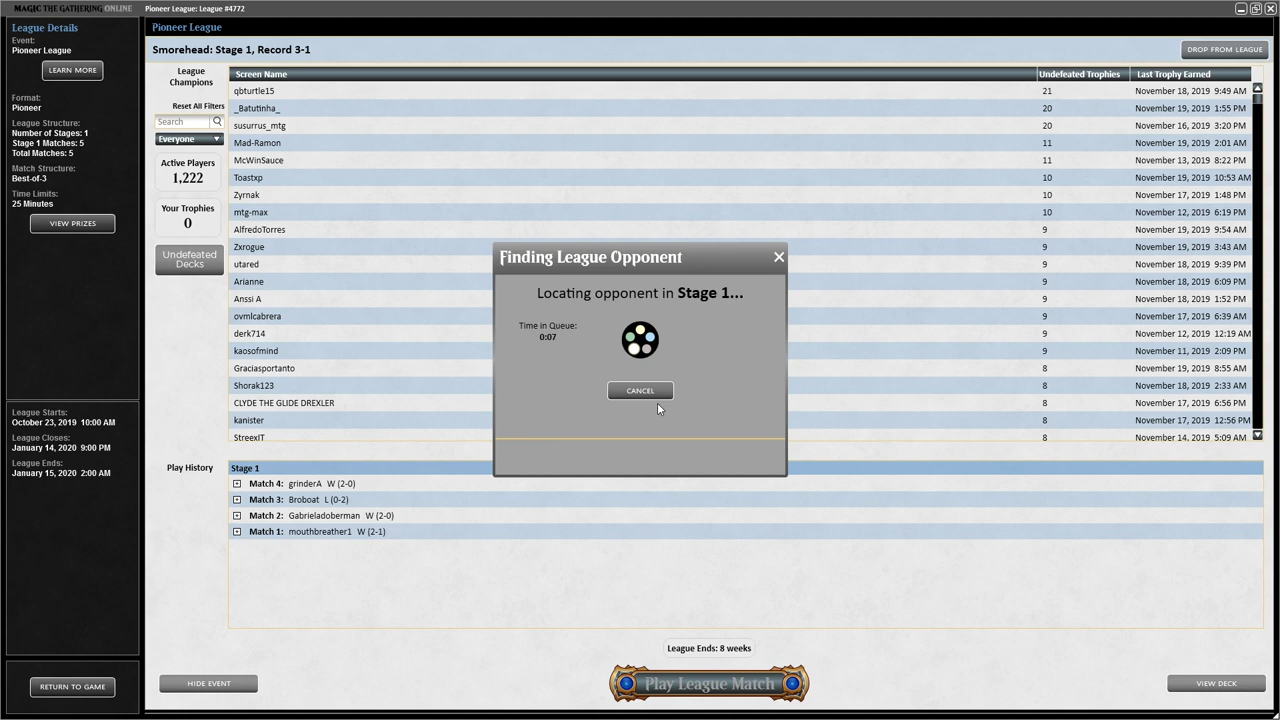 MAGIC THE GATHERING ONLINE
Pioneer League: League #4772
League Details
Event:
Pioneer League
LEARN MORE
Format:
Pioneer
League Structure:
Number of Stages: 1
Stage 1 Matches: 5
Total Matches: 5
Match Structure:
Best-of-3
Time Limits:
25 Minutes
VIEW PRIZES
League Starts:
October 23, 2019 10:00 AM
League Closes:
January 14, 2020 9:00 PM
League Ends:
January 15, 2020 2:00 AM
RETURN TO GAME
Pioneer League
Smorehead: Stage 1, Record 3-1
DROP FROM LEAGUE
League
Champions
Reset All Filters
Search
Everyone
Active Players
1,222
Your Trophies
0
Undefeated
Decks
Screen Name Undefeated Trophies Last Trophy Earned
qbturtle15 21 November 18, 2019 9:49 AM
_Batutinha_ 20 November 19, 2019 1:55 PM
susurrus_mtg 20 November 16, 2019 3:20 PM
Mad-Ramon 11 November 19, 2019 2:01 AM
McWinSauce 11 November 13, 2019 8:22 PM
Toastxp 10 November 19, 2019 10:53 AM
Zyrnak 10 November 17, 2019 1:48 PM
mtg-max 10 November 12, 2019 6:19 PM
AlfredoTorres 9 November 19, 2019 9:54 AM
Zxrogue 9 November 19, 2019 3:43 AM
utared 9 November 18, 2019 9:39 PM
Arianne 9 November 18, 2019 6:09 PM
Anssi A 9 November 18, 2019 1:52 PM
ovmlcabrera 9 November 17, 2019 6:39 AM
derk714 9 November 12, 2019 12:19 AM
kaosofmind 9 November 11, 2019 2:09 PM
Graciasportanto 8 November 19, 2019 8:55 AM
Shorak123 8 November 18, 2019 2:33 AM
CLYDE THE GLIDE DREXLER 8 November 17, 2019 6:56 PM
kanister 8 November 17, 2019 12:56 PM
StreexIT 8 November 14, 2019 5:09 AM
Finding League Opponent
Locating opponent in Stage 1...
Time in Queue:
0:07
CANCEL
Play History
Stage 1
Match 4: grinderA W (2-0)
Match 3: Broboat L (0-2)
Match 2: Gabrieladoberman W (2-0)
Match 1: mouthbreather1 W (2-1)
League Ends: 8 weeks
HIDE EVENT
Play League Match
VIEW DECK